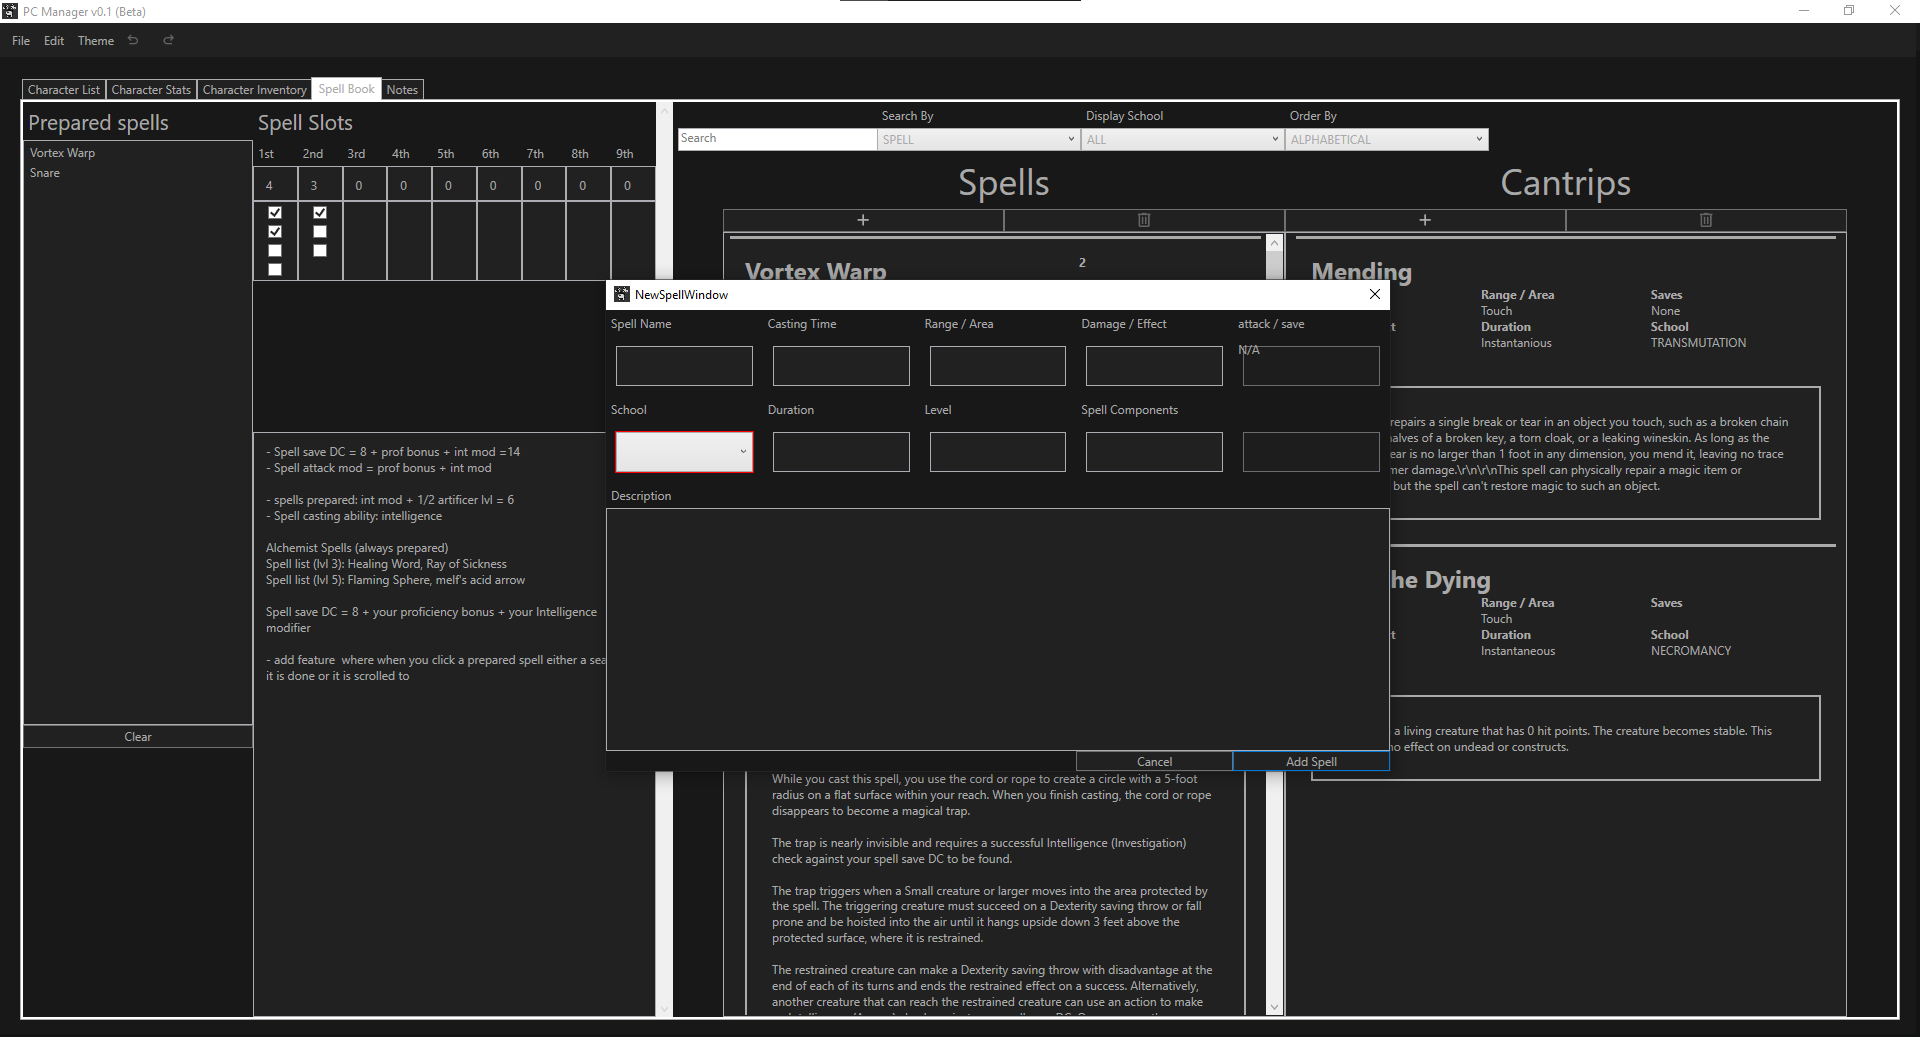 PC Manager v0.1 (Beta)
File Edit Theme
Character List Character Stats Character Inventory Spell Book Notes
Prepared spells
Vortex Warp
Snare
Clear
Spell Slots
1st 2nd 3rd 4th 5th 6th 7th 8th 9th
4 3 0 0 0 0 0 0 0
- Spell save DC = 8 + prof bonus + int mod =14
- Spell attack mod = prof bonus + int mod
- spells prepared: int mod + 1/2 artificer lvl = 6
- Spell casting ability: intelligence
Alchemist Spells (always prepared)
Spell list (lvl 3): Healing Word, Ray of Sickness
Spell list (lvl 5): Flaming Sphere, melf's acid arrow
Spell save DC = 8 + your proficiency bonus + your Intelligence
modifier
- add feature  where when you click a prepared spell either a sea
it is done or it is scrolled to
Search By Display School Order By
Search SPELL ALL ALPHABETICAL
Spells
+
Vortex Warp 2
NewSpellWindow
Spell Name Casting Time Range / Area Damage / Effect attack / save
N/A
School Duration Level Spell Components
Description
Cancel Add Spell
While you cast this spell, you use the cord or rope to create a circle with a 5-foot
radius on a flat surface within your reach. When you finish casting, the cord or rope
disappears to become a magical trap.
The trap is nearly invisible and requires a successful Intelligence (Investigation)
check against your spell save DC to be found.
The trap triggers when a Small creature or larger moves into the area protected by
the spell. The triggering creature must succeed on a Dexterity saving throw or fall
prone and be hoisted into the air until it hangs upside down 3 feet above the
protected surface, where it is restrained.
The restrained creature can make a Dexterity saving throw with disadvantage at the
end of each of its turns and ends the restrained effect on a success. Alternatively,
another creature that can reach the restrained creature can use an action to make
Cantrips
+
Mending
Range / Area Saves
Touch None
t Duration School
Instantanious TRANSMUTATION
repairs a single break or tear in an object you touch, such as a broken chain
alves of a broken key, a torn cloak, or a leaking wineskin. As long as the
ear is no larger than 1 foot in any dimension, you mend it, leaving no trace
mer damage.\r\n\r\nThis spell can physically repair a magic item or
but the spell can't restore magic to such an object.
he Dying
Range / Area Saves
Touch
t Duration School
Instantaneous NECROMANCY
a living creature that has 0 hit points. The creature becomes stable. This
no effect on undead or constructs.